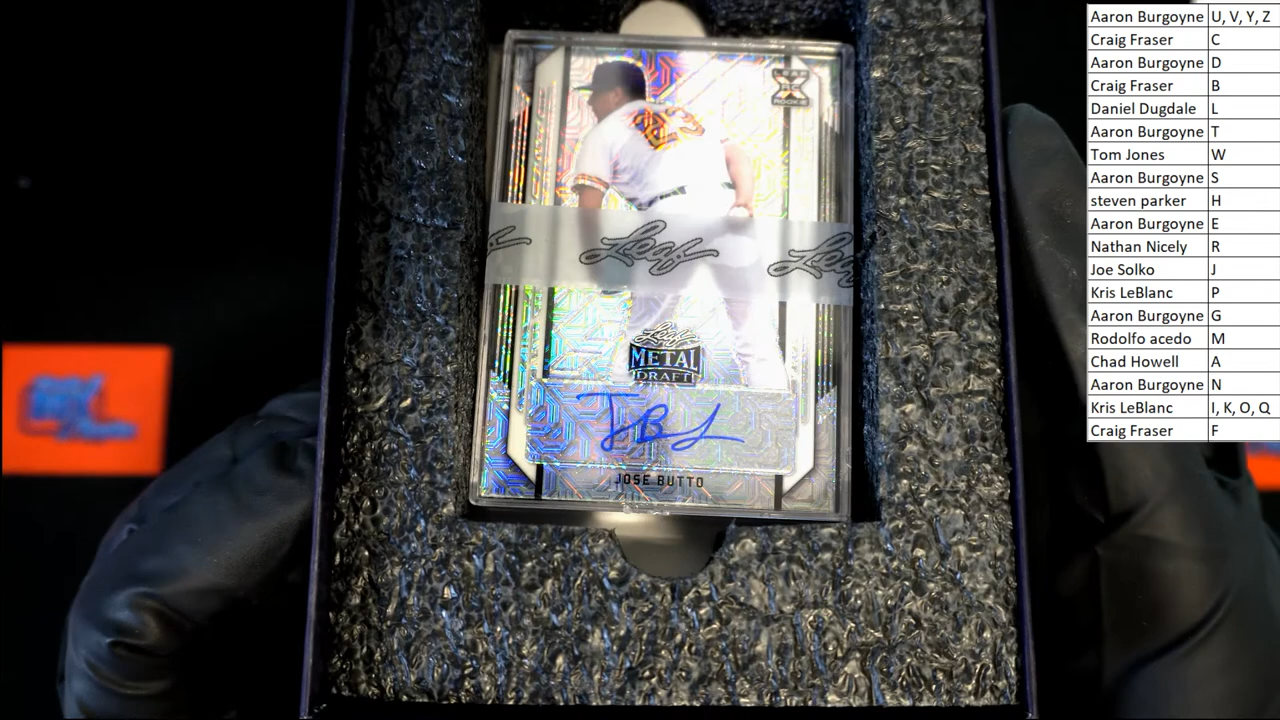 Aaron Burgoyne U, V, Y, Z
Craig Fraser C
Aaron Burgoyne D
Craig Fraser B
Daniel Dugdale L
Aaron Burgoyne T
Tom Jones W
Aaron Burgoyne S
steven parker H
Aaron Burgoyne E
Nathan Nicely R
Joe Solko J
Kris LeBlanc P
Aaron Burgoyne G
Rodolfo acedo M
Chad Howell A
Aaron Burgoyne N
Kris LeBlanc I, K, O, Q
Craig Fraser F
LEAF
ROOKIE
Leaf
Leaf
Leaf
METAL
DRAFT
JOSE BUTTO